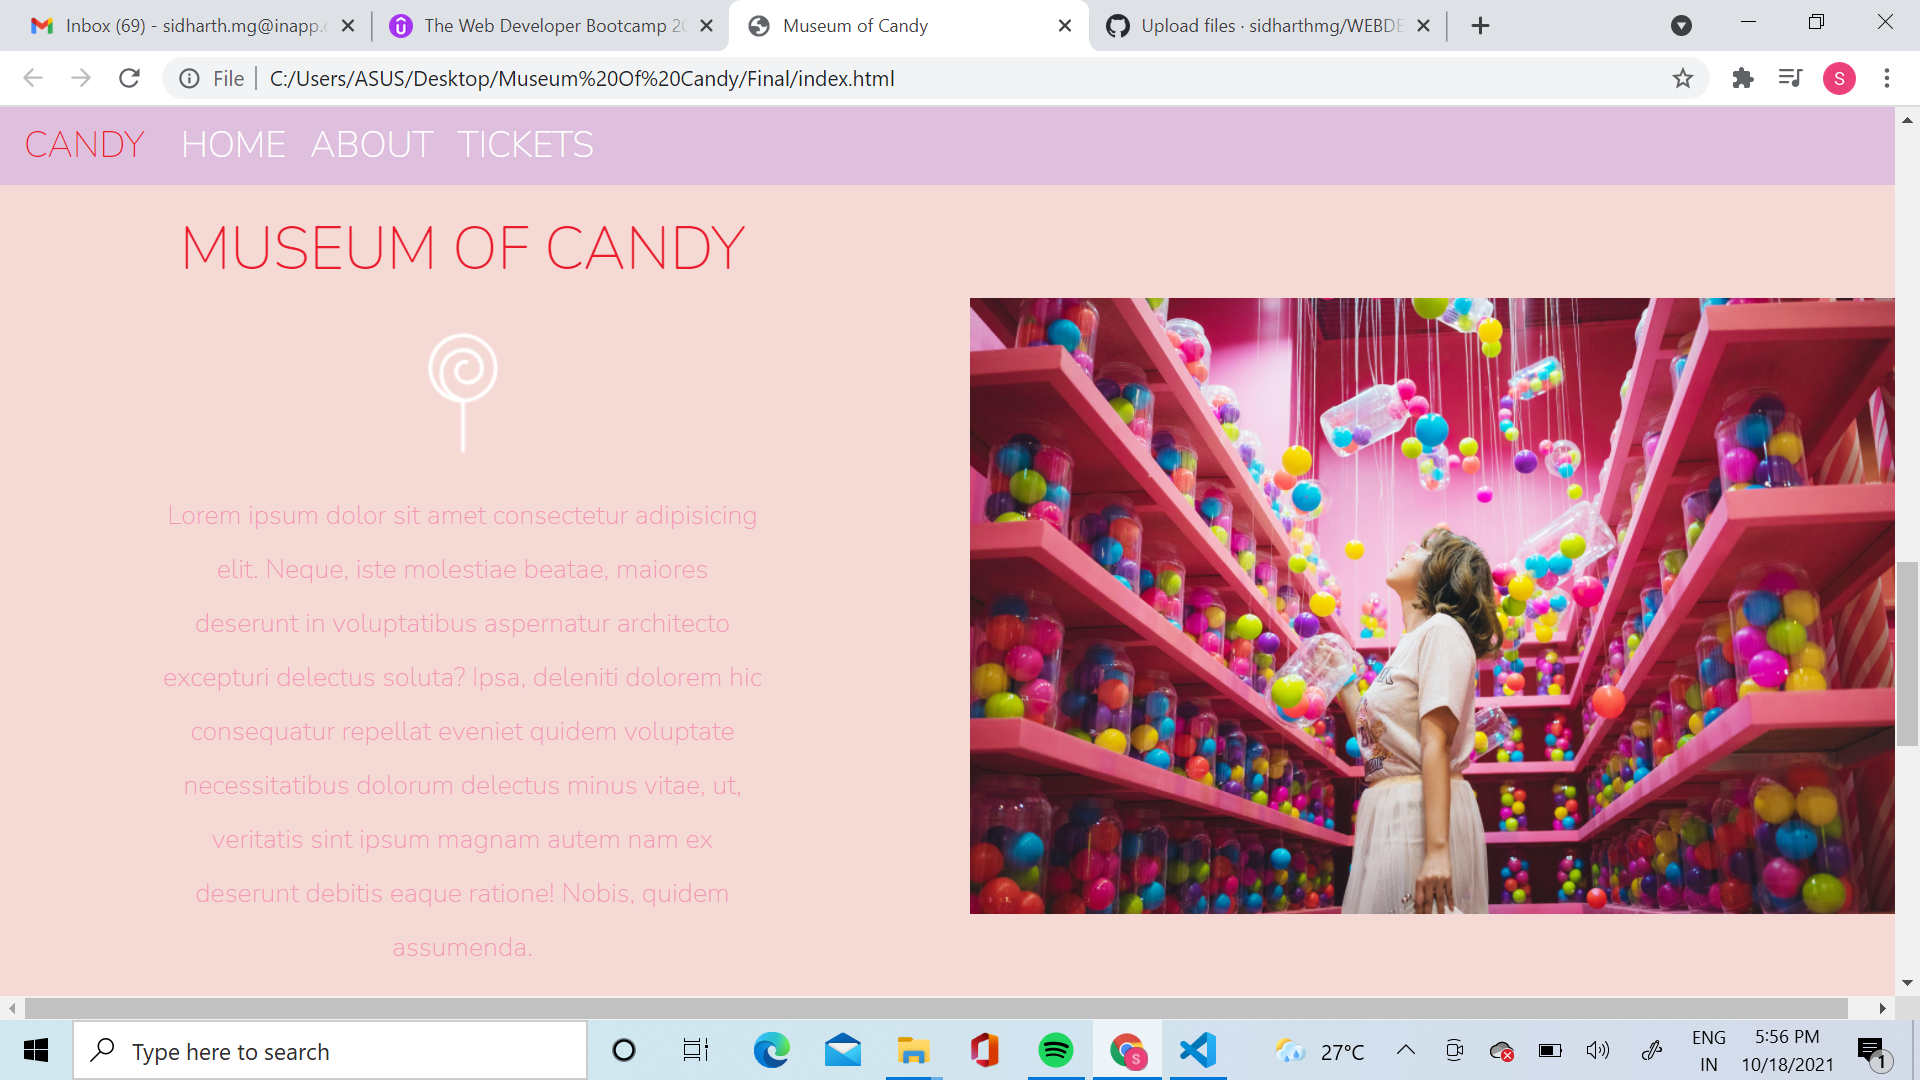 Inbox (69) - sidharth.mg@inapp.
The Web Developer Bootcamp 20
Museum of Candy
Upload files · sidharthmg/WEBDE
File
C:/Users/ASUS/Desktop/Museum%20Of%20Candy/Final/index.html
S
CANDY HOME ABOUT TICKETS
MUSEUM OF CANDY
Lorem ipsum dolor sit amet consectetur adipisicing
elit. Neque, iste molestiae beatae, maiores
deserunt in voluptatibus aspernatur architecto
excepturi delectus soluta? Ipsa, deleniti dolorem hic
consequatur repellat eveniet quidem voluptate
necessitatibus dolorum delectus minus vitae, ut,
veritatis sint ipsum magnam autem nam ex
deserunt debitis eaque ratione! Nobis, quidem
assumenda.
Type here to search
S
27°C
ENG
IN
5:56 PM
10/18/2021
1